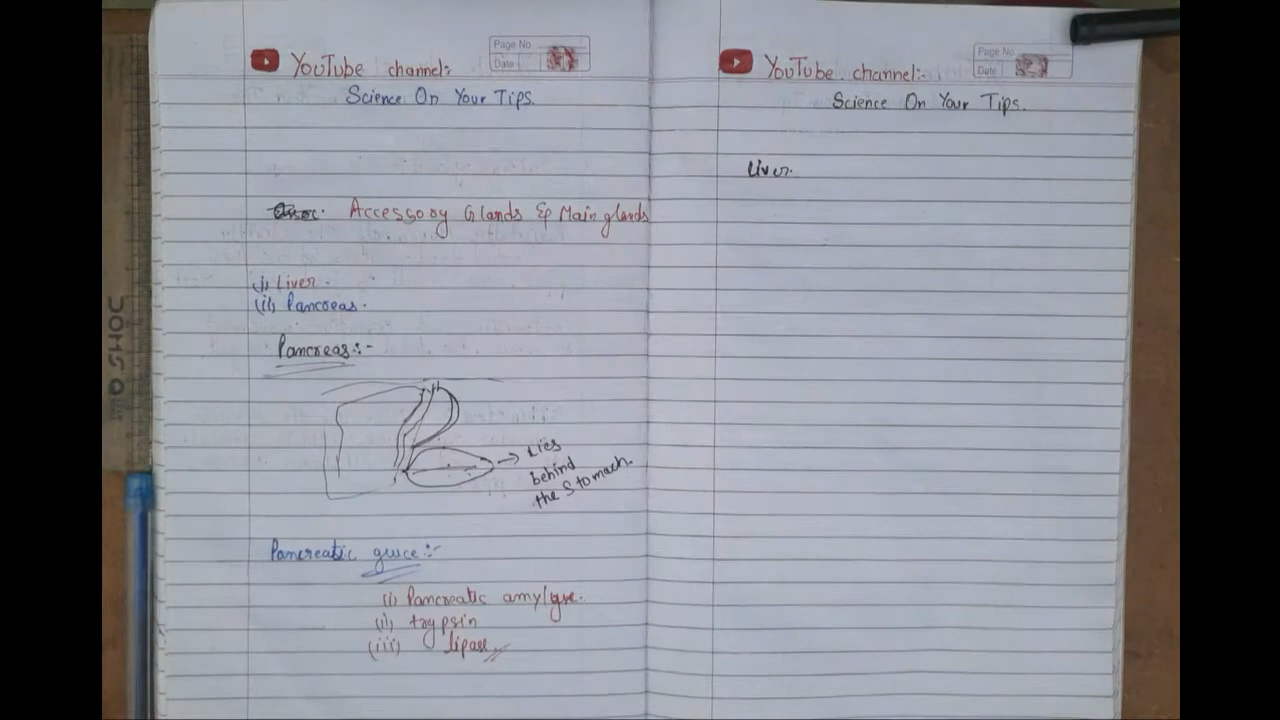 Page No
Date
YouTube channel:-
Science On Your Tips.
Accessory Glands & Main glands
(i) Liver.
(ii) Pancreas.
Pancreas:-
→ Lies
behind
the Stomach.
Pancreatic guice:-
(i) Pancreatic amylase.
(ii) trypsin
(iii) lipase
Page No
Date
YouTube channel:-
Science On Your Tips.
Liver.
DOMS